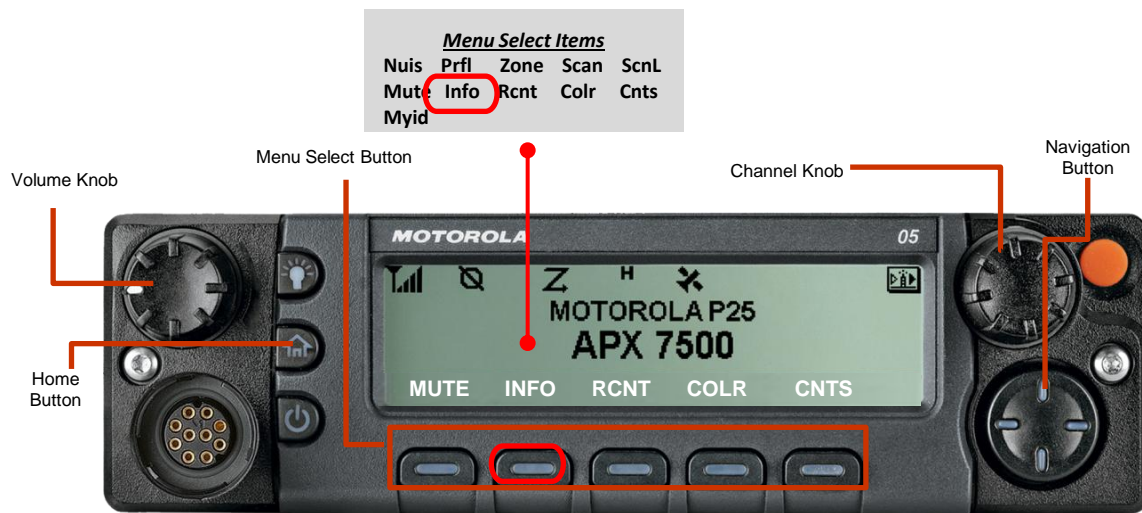 Menu Select Items
Nuis Prfl Zone Scan ScnL
Mute Info Rcnt Colr Cnts
Myid
Menu Select Button
Volume Knob
Channel Knob
Navigation
Button
MOTOROLA
05
H
MOTOROLA P25
APX 7500
MUTE INFO RCNT COLR CNTS
Home
Button